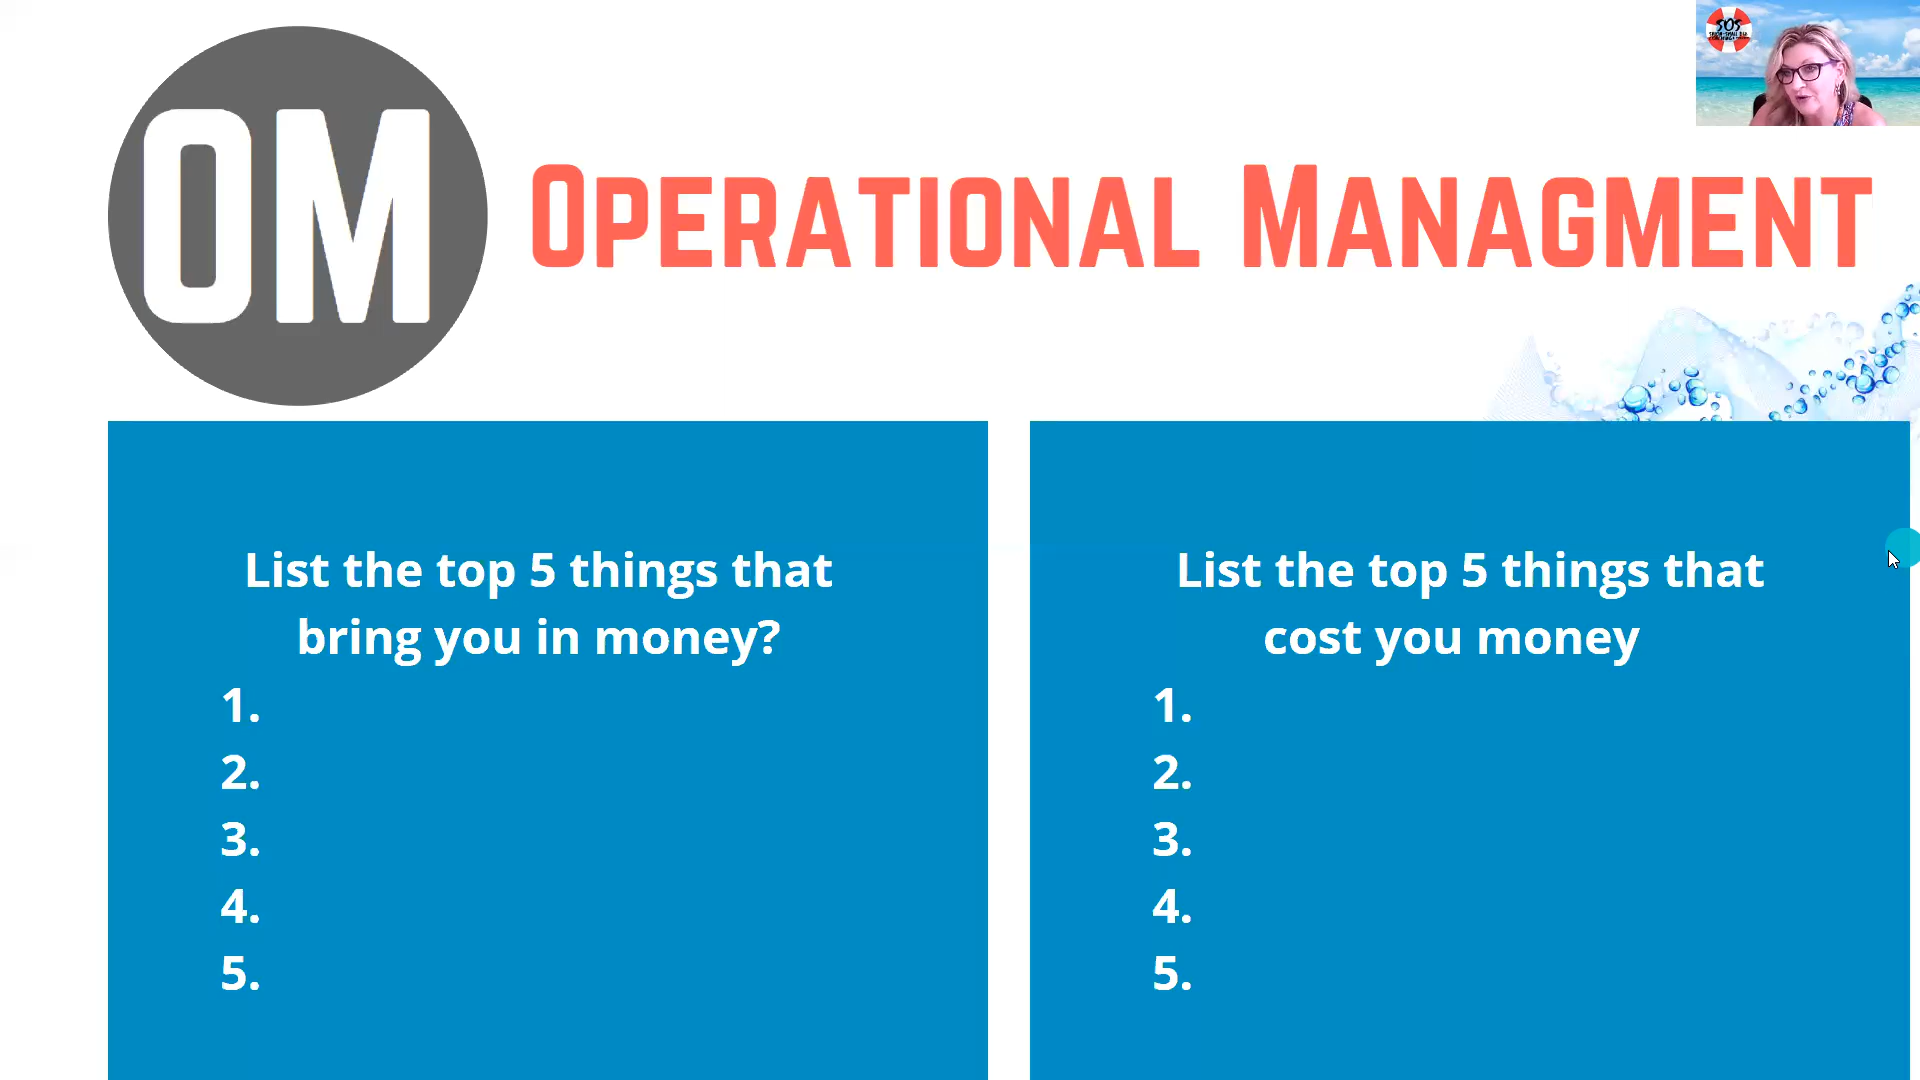 OM
OPERATIONAL MANAGMENT
SOS
List the top 5 things that
bring you in money?
1.
2.
3.
4.
5.
List the top 5 things that
cost you money
1.
2.
3.
4.
5.